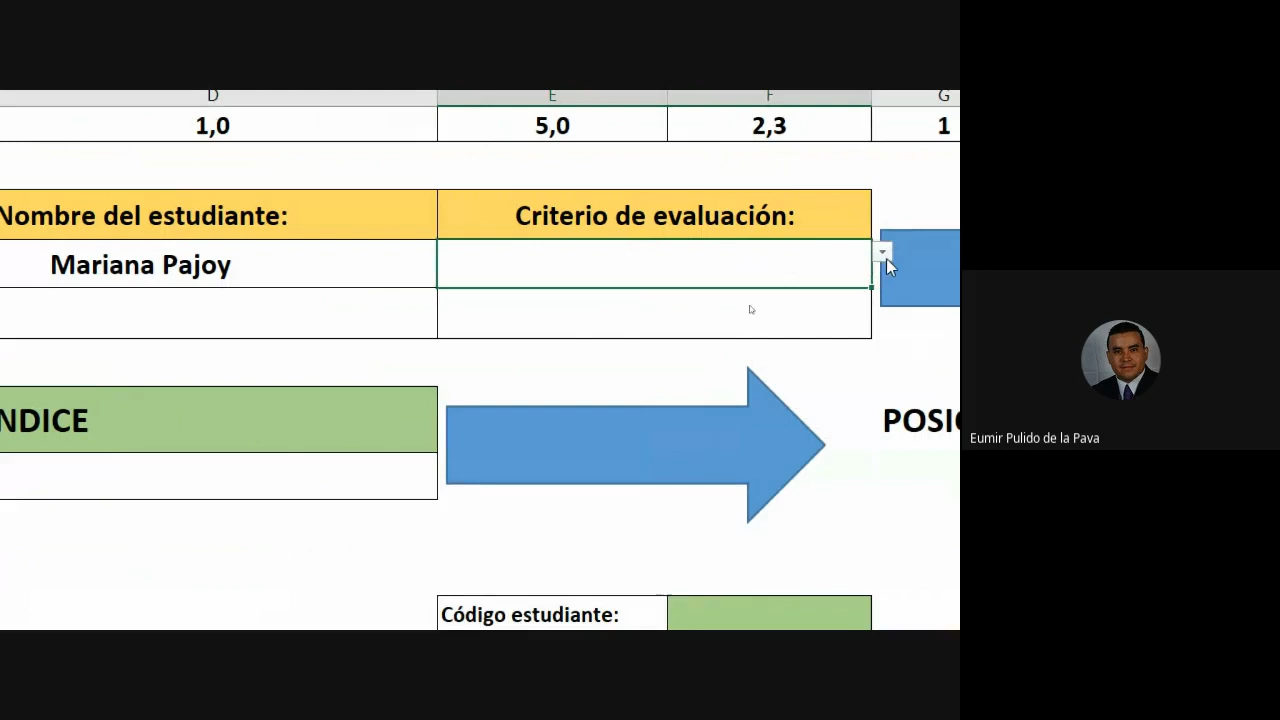 D E F G
1,0 5,0 2,3 1
Nombre del estudiante: Criterio de evaluación:
Mariana Pajoy
NDICE
POSIC
Eumir Pulido de la Pava
Código estudiante: